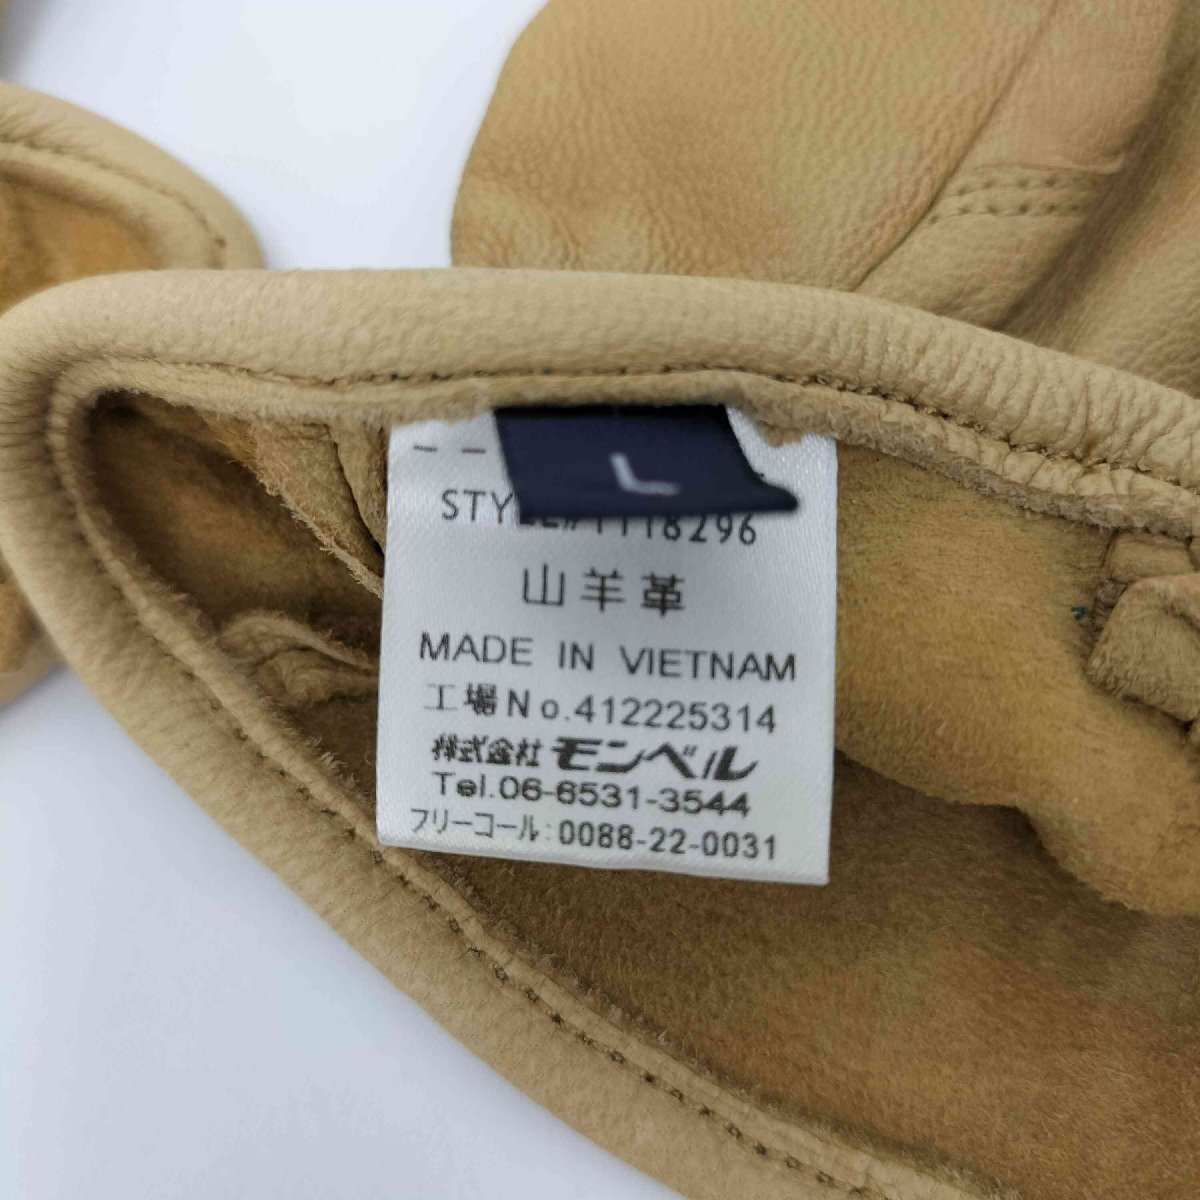 L
STYLE#1118296
山羊革
MADE IN VIETNAM
工場No.412225314
株式会社 モンベル
Tel.06-6531-3544
フリーコール:0088-22-0031